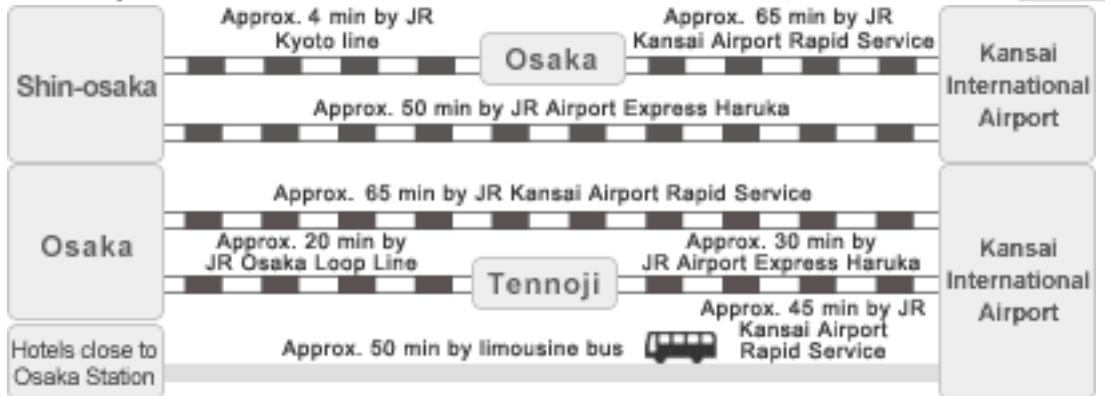 Approx. 4 min by JR
Kyoto line
Approx. 65 min by JR
Kansai Airport Rapid Service
Shin-osaka
Osaka
Kansai
International
Airport
Approx. 50 min by JR Airport Express Haruka
Approx. 65 min by JR Kansai Airport Rapid Service
Osaka
Approx. 20 min by
JR Osaka Loop Line
Tennoji
Approx. 30 min by
JR Airport Express Haruka
Approx. 45 min by JR
Kansai Airport
Rapid Service
Kansai
International
Airport
Hotels close to
Osaka Station
Approx. 50 min by limousine bus